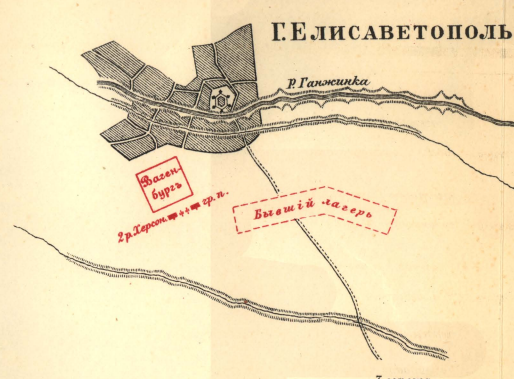 Г. ЕЛИСАВЕТОПОЛЬ
Р. Ганжинка
Ваген-
бургъ
2 р. Херсон. гр. п.
Бывшій лагерь